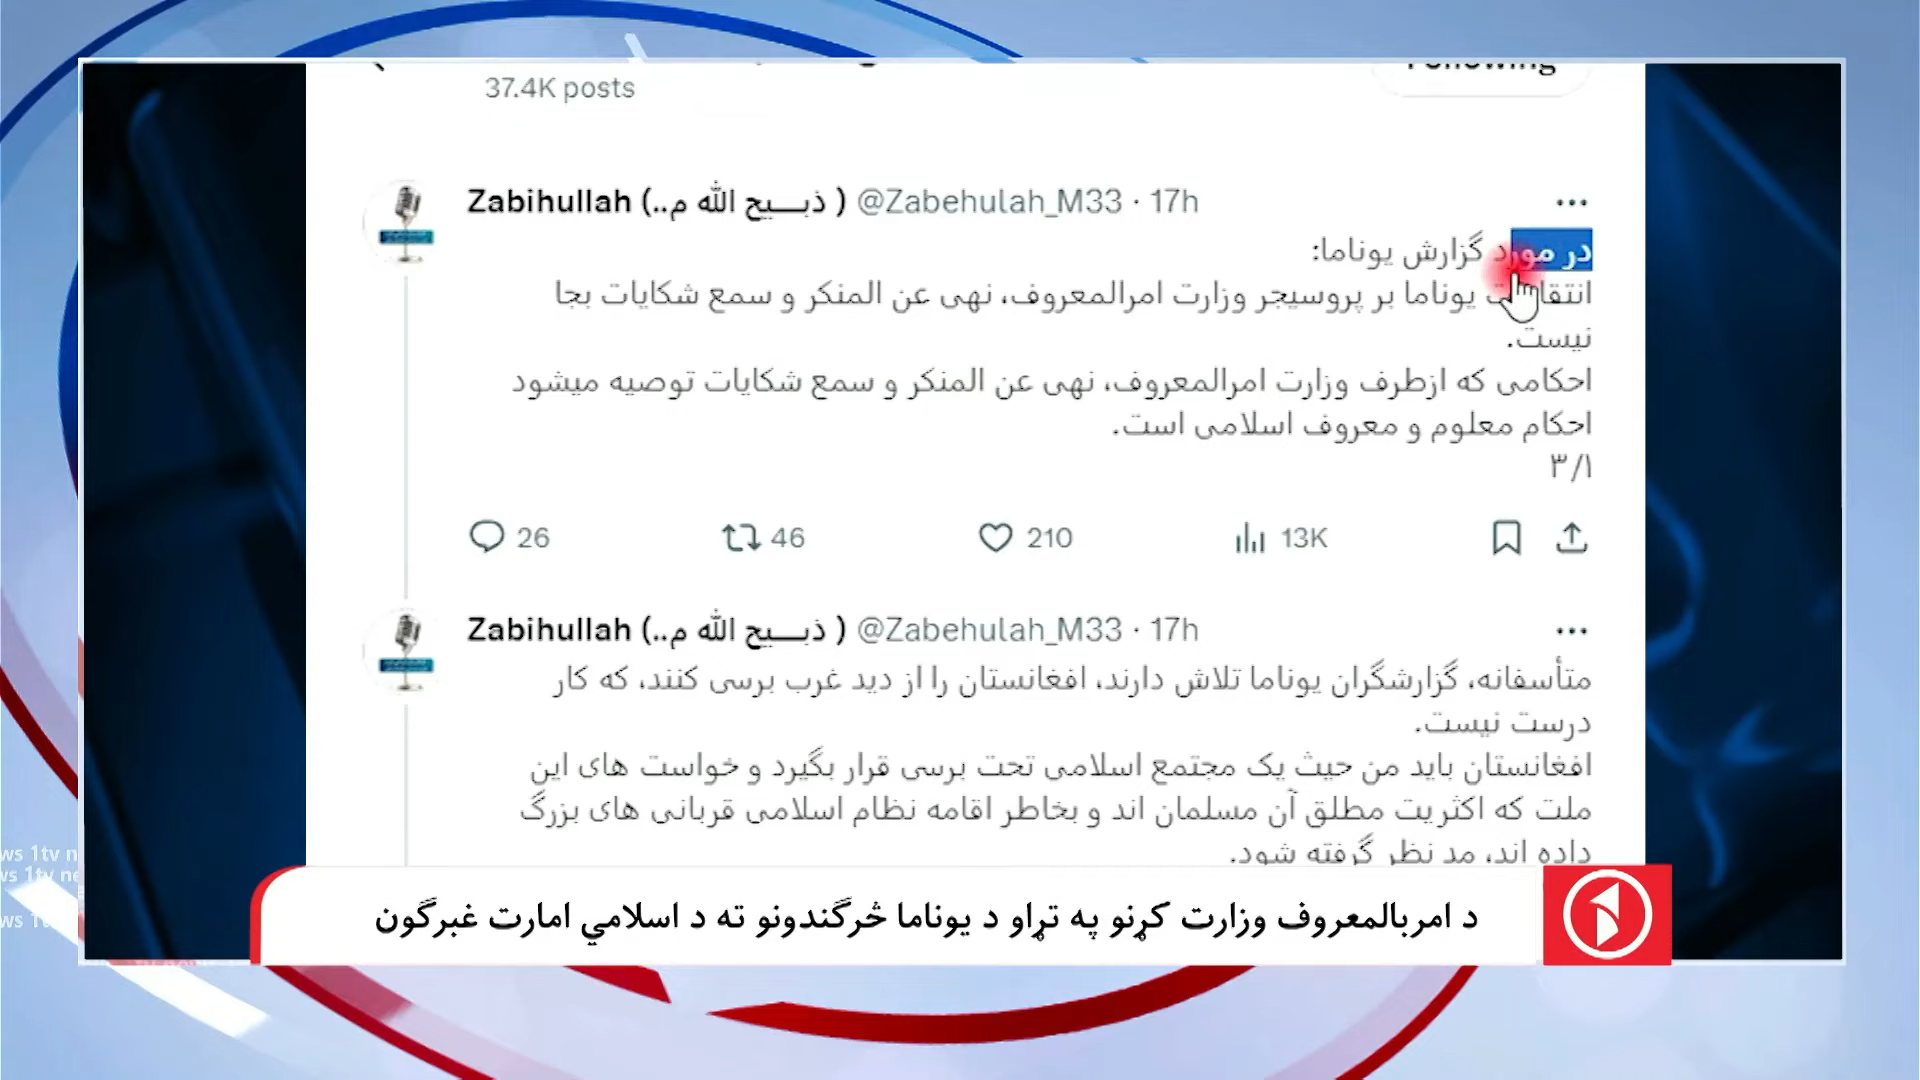 Following
37.4K posts
Zabihullah (..ذبـــیح الله م ) @Zabehulah_M33 · 17h
در مورد گزارش یوناما:
انتقادات یوناما بر پروسیجر وزارت امرالمعروف، نهی عن المنکر و سمع شکایات بجا
نیست.
احکامی که ازطرف وزارت امرالمعروف، نهی عن المنکر و سمع شکایات توصیه میشود
احکام معلوم و معروف اسلامی است.
۳/۱
26 46 210 13K
Zabihullah (..ذبـــیح الله م ) @Zabehulah_M33 · 17h
متأسفانه، گزارشگران یوناما تلاش دارند، افغانستان را از دید غرب برسی کنند، که کار
درست نیست.
افغانستان باید من حیث یک مجتمع اسلامی تحت برسی قرار بگیرد و خواست های این
ملت که اکثریت مطلق آن مسلمان اند و بخاطر اقامه نظام اسلامی قربانی های بزرگ
داده اند، مد نظر گرفته شود.
د امربالمعروف وزارت کړنو په تړاو د یوناما څرګندونو ته د اسلامي امارت غبرګون